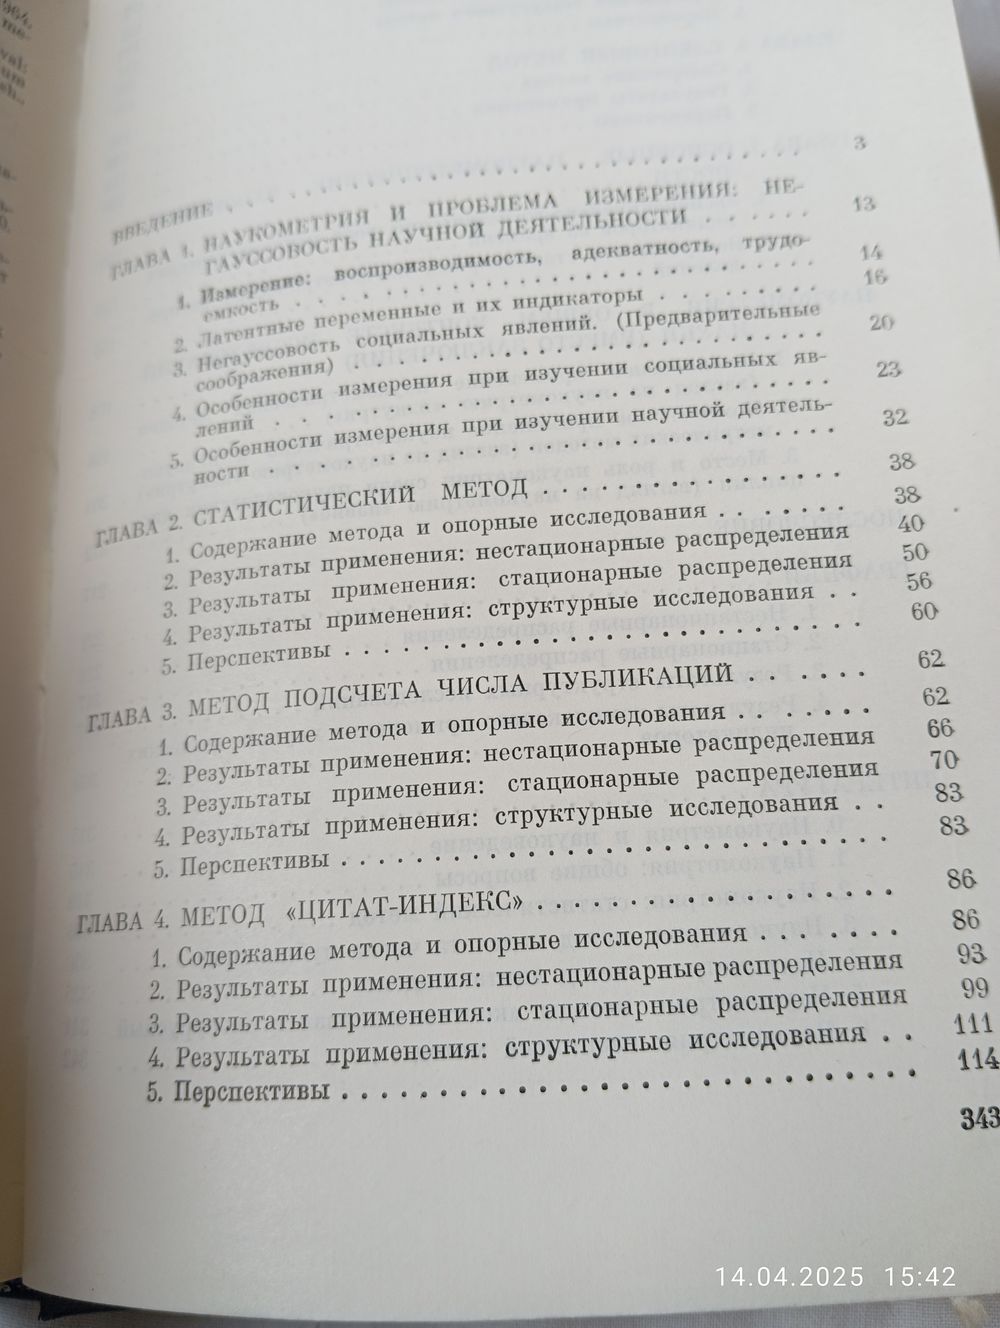 ВВЕДЕНИЕ . . . . . . . . . . . . . . . . . . . . . . . . . . 3
ГЛАВА 1. НАУКОМЕТРИЯ И ПРОБЛЕМА ИЗМЕРЕНИЯ: НЕ-
ГАУССОВОСТЬ НАУЧНОЙ ДЕЯТЕЛЬНОСТИ . . . . . . 13
1. Измерение: воспроизводимость, адекватность, трудо-
емкость . . . . . . . . . . . . . . . . . . . . . . . . 14
2. Латентные переменные и их индикаторы . . . . . . . . 16
3. Негауссовость социальных явлений. (Предварительные
соображения) . . . . . . . . . . . . . . . . . . . . . 20
4. Особенности измерения при изучении социальных яв-
лений . . . . . . . . . . . . . . . . . . . . . . . . 23
5. Особенности измерения при изучении научной деятель-
ности . . . . . . . . . . . . . . . . . . . . . . . . 32
ГЛАВА 2. СТАТИСТИЧЕСКИЙ МЕТОД . . . . . . . . . . . . . . 38
1. Содержание метода и опорные исследования . . . . . . . 38
2. Результаты применения: нестационарные распределения 40
3. Результаты применения: стационарные распределения 50
4. Результаты применения: структурные исследования . . 56
5. Перспективы . . . . . . . . . . . . . . . . . . . . . . . 60
ГЛАВА 3. МЕТОД ПОДСЧЕТА ЧИСЛА ПУБЛИКАЦИЙ . . . . . . 62
1. Содержание метода и опорные исследования . . . . . . . 62
2. Результаты применения: нестационарные распределения 66
3. Результаты применения: стационарные распределения 70
4. Результаты применения: структурные исследования . . 83
5. Перспективы . . . . . . . . . . . . . . . . . . . . . . . 83
ГЛАВА 4. МЕТОД «ЦИТАТ-ИНДЕКС» . . . . . . . . . . . . . . 86
1. Содержание метода и опорные исследования . . . . . . . 86
2. Результаты применения: нестационарные распределения 93
3. Результаты применения: стационарные распределения 99
4. Результаты применения: структурные исследования . . 111
5. Перспективы . . . . . . . . . . . . . . . . . . . . . . . 114
343
14.04.2025 15:42